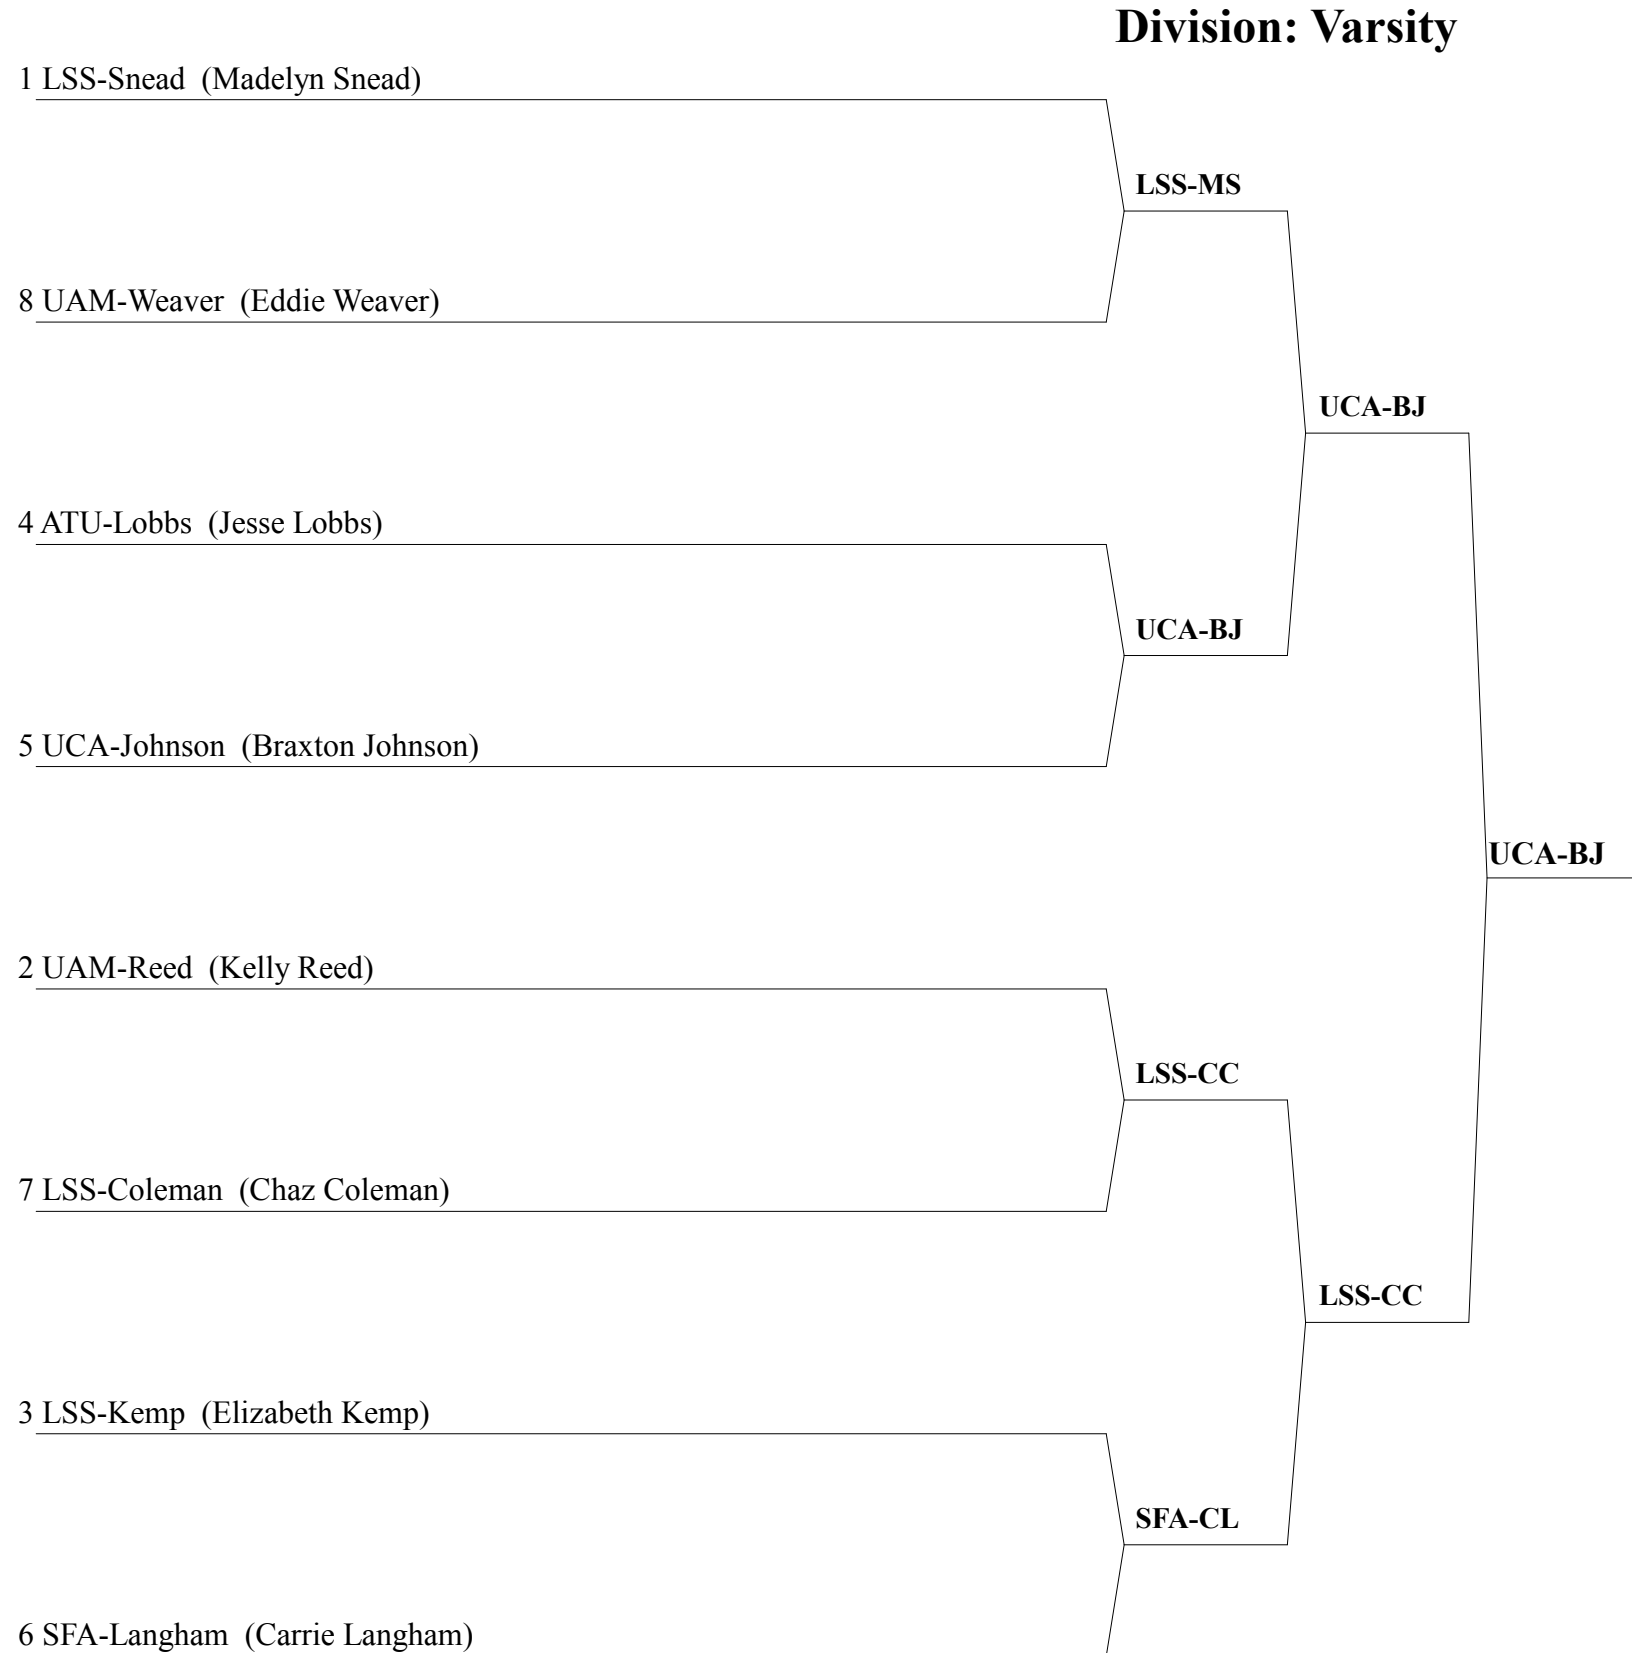 Division: Varsity
1 LSS-Snead (Madelyn Snead)
LSS-MS
8 UAM-Weaver (Eddie Weaver)
UCA-BJ
4 ATU-Lobbs (Jesse Lobbs)
UCA-BJ
5 UCA-Johnson (Braxton Johnson)
UCA-BJ
2 UAM-Reed (Kelly Reed)
LSS-CC
7 LSS-Coleman (Chaz Coleman)
LSS-CC
3 LSS-Kemp (Elizabeth Kemp)
SFA-CL
6 SFA-Langham (Carrie Langham)